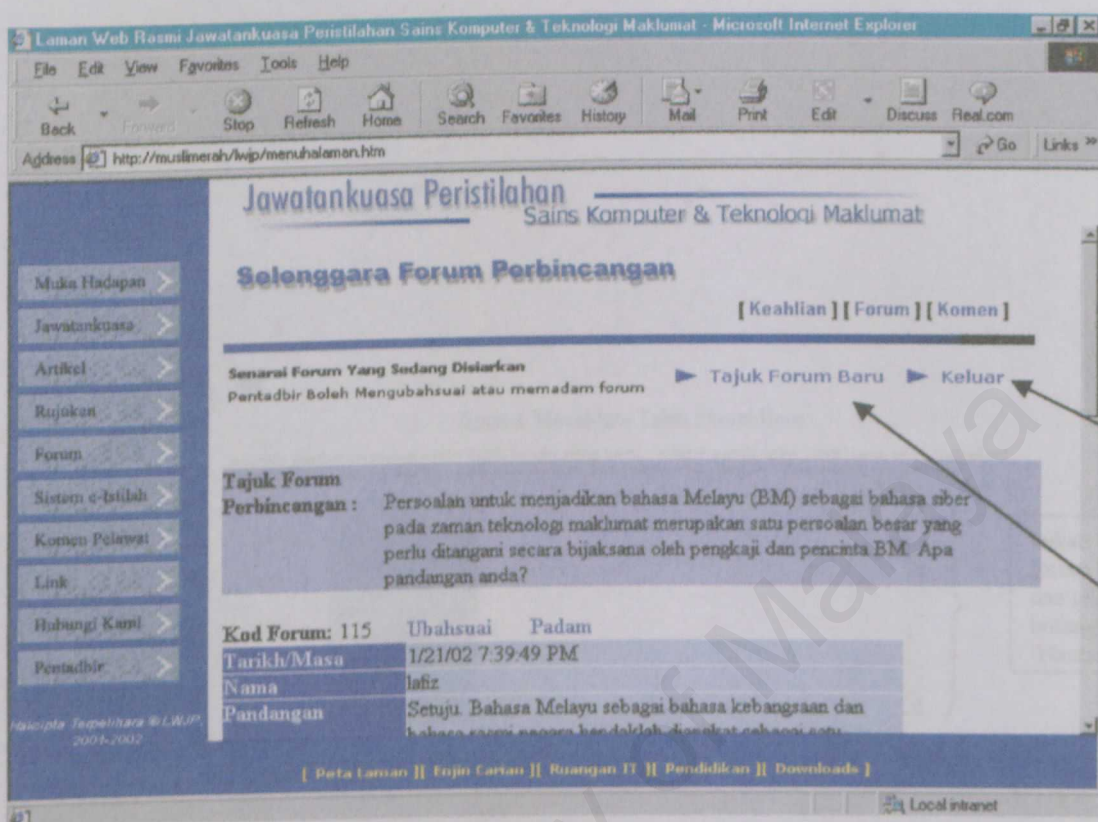 Laman Web Rasmi Jawatankuasa Peristilahan Sains Komputer & Teknologi Maklumat - Microsoft Internet Explorer
File Edit View Favorites Tools Help
Back Forward Stop Refresh Home Search Favorites History Mail Print Edit Discuss Real.com
Address http://muslimerah/lwjp/menuhalaman.htm Go Links »
Jawatankuasa Peristilahan
Sains Komputer & Teknologi Maklumat
Selenggara Forum Perbincangan
[ Keahlian ] [ Forum ] [ Komen ]
Muka Hadapan
Jawatankuasa
Artikel
Rujukan
Forum
Sistem e-Istilah
Komen Pelawat
Link
Hubungi Kami
Pentadbir
Hakcipta Terpelihara © LWJP
2001-2002
Senarai Forum Yang Sedang Disiarkan
Pentadbir Boleh Mengubahsuai atau memadam forum
Tajuk Forum Baru Keluar
Tajuk Forum
Perbincangan : Persoalan untuk menjadikan bahasa Melayu (BM) sebagai bahasa siber
pada zaman teknologi maklumat merupakan satu persoalan besar yang
perlu ditangani secara bijaksana oleh pengkaji dan pencinta BM. Apa
pandangan anda?
Kod Forum: 115 Ubahsuai Padam
Tarikh/Masa 1/21/02 7:39:49 PM
Nama lafiz
Pandangan Setuju. Bahasa Melayu sebagai bahasa kebangsaan dan
[ Peta Laman ][ Enjin Carian ][ Ruangan IT ][ Pendidikan ][ Downloads ]
Local intranet
of Malaya